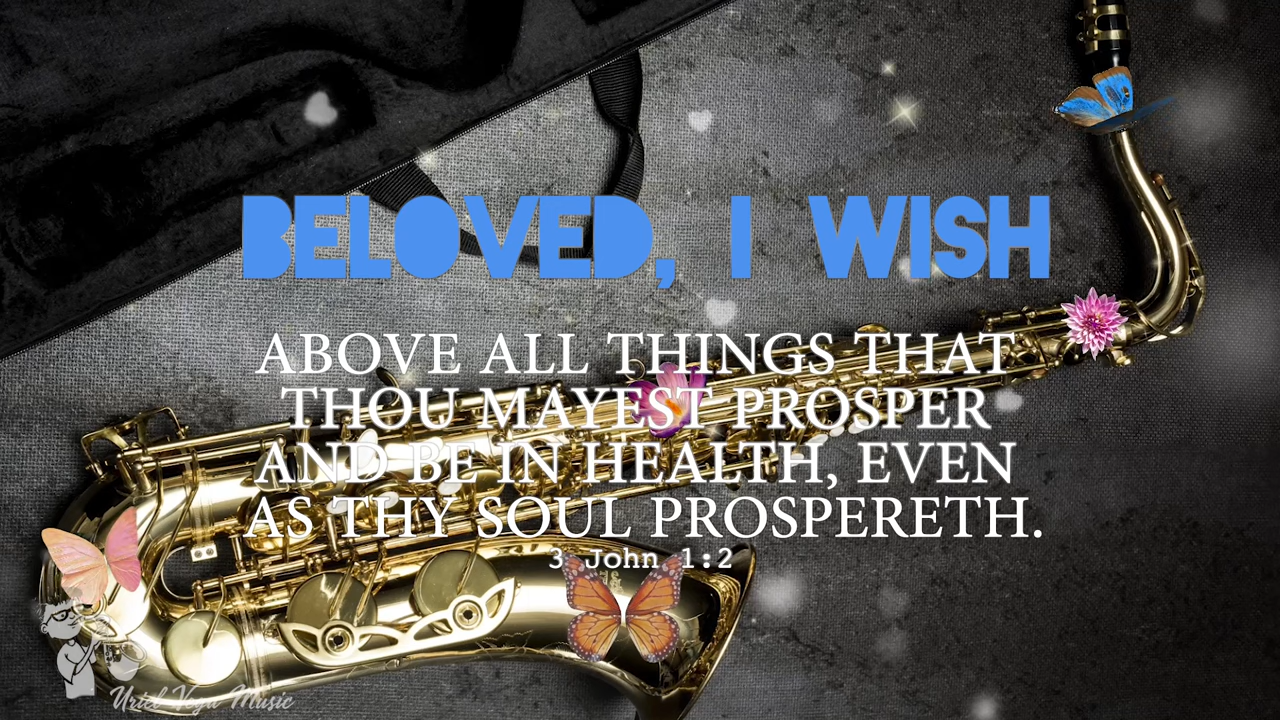 BELOVED, I WISH
ABOVE ALL THINGS THAT
THOU MAYEST PROSPER
AND BE IN HEALTH, EVEN
AS THY SOUL PROSPERETH.
3 John 1:2
Uriel Vega Music